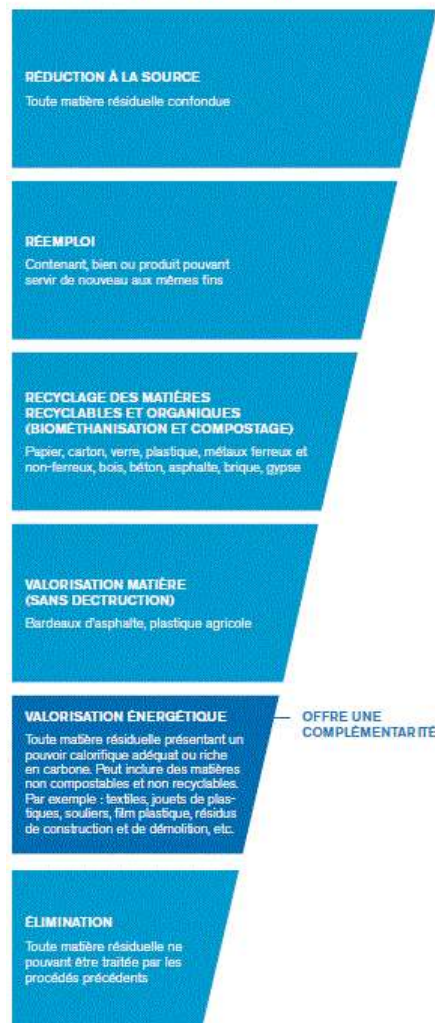 RÉDUCTION À LA SOURCE
Toute matière résiduelle confondue
RÉEMPLOI
Contenant, bien ou produit pouvant
servir de nouveau aux mêmes fins
RECYCLAGE DES MATIÈRES
RECYCLABLES ET ORGANIQUES
(BIOMÉTHANISATION ET COMPOSTAGE)
Papier, carton, verre, plastique, métaux ferreux et
non-ferreux, bois, béton, asphalte, brique, gypse
VALORISATION MATIÈRE
(SANS DECTRUCTION)
Bardeaux d'asphalte, plastique agricole
VALORISATION ÉNERGÉTIQUE
Toute matière résiduelle présentant un
pouvoir calorifique adéquat ou riche
en carbone. Peut inclure des matières
non compostables et non recyclables.
Par exemple : textiles, jouets de plas-
tiques, souliers, film plastique, résidus
de construction et de démolition, etc.
OFFRE UNE
COMPLÉMENTARITÉ
ÉLIMINATION
Toute matière résiduelle ne
pouvant être traitée par les
procédés précédents